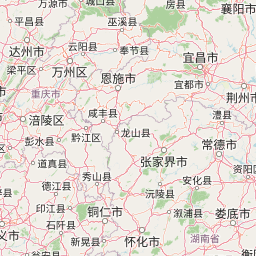 城口县
平昌县
巫溪县
襄阳市
达州市
云阳县
奉节县
宜昌市
万州区
梁平区
恩施市
宜都市
荆州市
重庆市
咸丰县
澧县
涪陵区
黔江区
龙山县
彭水县
常德市
张家界市
道真县
资阳区
秀山县
安化县
德江县
沅陵县
印江县
铜仁市
溆浦县
娄底市
石阡县
怀化市
湖南省
新晃县